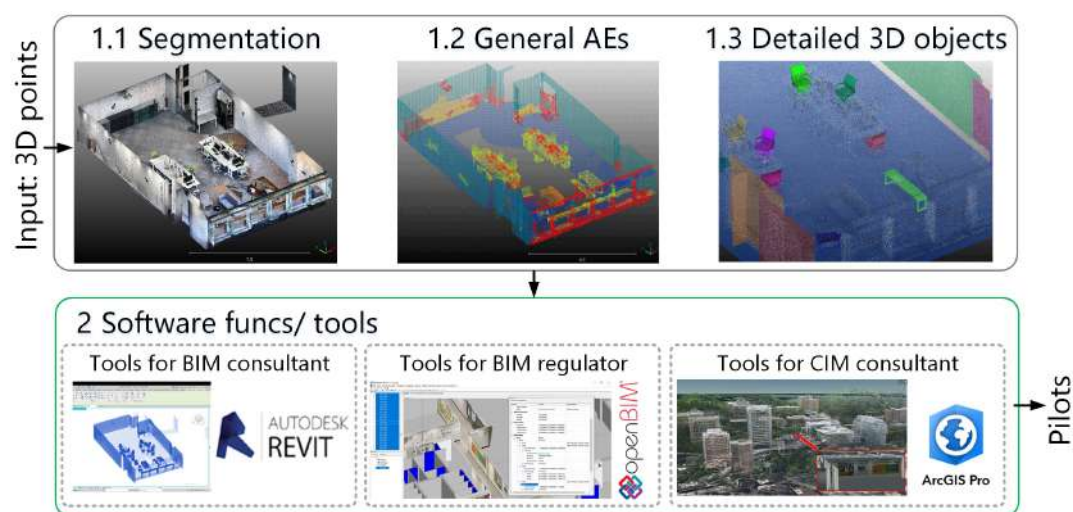 1.1 Segmentation
1.2 General AEs
1.3 Detailed 3D objects
Input: 3D points
2 Software funcs/ tools
Tools for BIM consultant
Tools for BIM regulator
Tools for CIM consultant
AUTODESK
REVIT
openBIM
ArcGIS Pro
Pilots